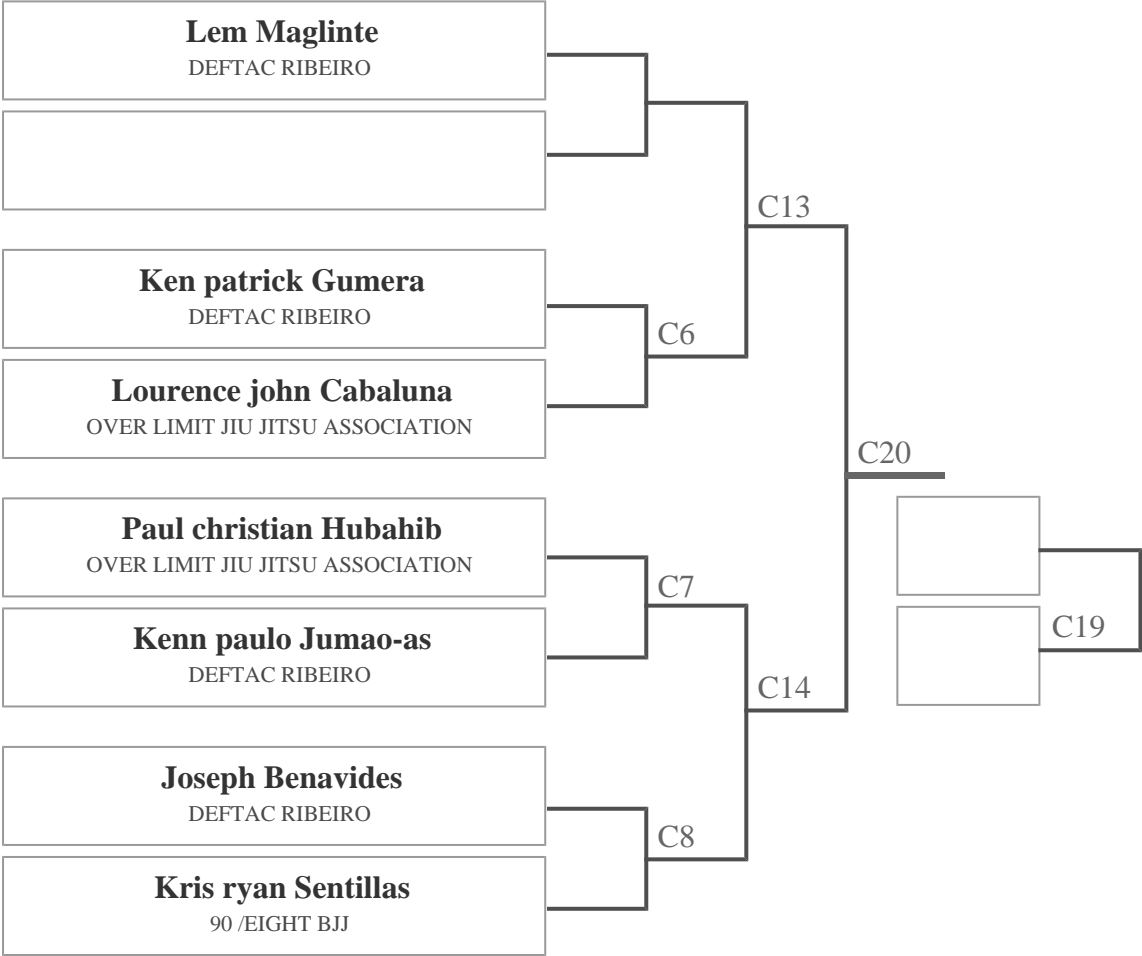 Lem Maglinte
DEFTAC RIBEIRO
C13
Ken patrick Gumera
DEFTAC RIBEIRO
C6
Lourence john Cabaluna
OVER LIMIT JIU JITSU ASSOCIATION
C20
Paul christian Hubahib
OVER LIMIT JIU JITSU ASSOCIATION
C7
Kenn paulo Jumao-as
DEFTAC RIBEIRO
C19
C14
Joseph Benavides
DEFTAC RIBEIRO
C8
Kris ryan Sentillas
90 /EIGHT BJJ